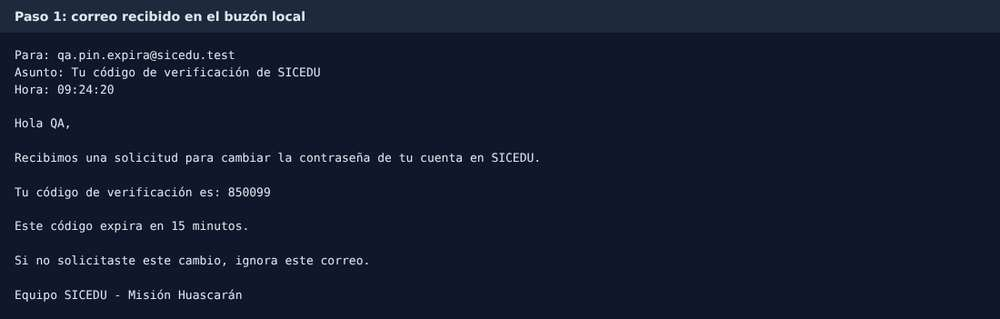 Paso 1: correo recibido en el buzón local
Para: qa.pin.expira@sicedu.test
Asunto: Tu código de verificación de SICEDU
Hora: 09:24:20
Hola QA,
Recibimos una solicitud para cambiar la contraseña de tu cuenta en SICEDU.
Tu código de verificación es: 850099
Este código expira en 15 minutos.
Si no solicitaste este cambio, ignora este correo.
Equipo SICEDU - Misión Huascarán